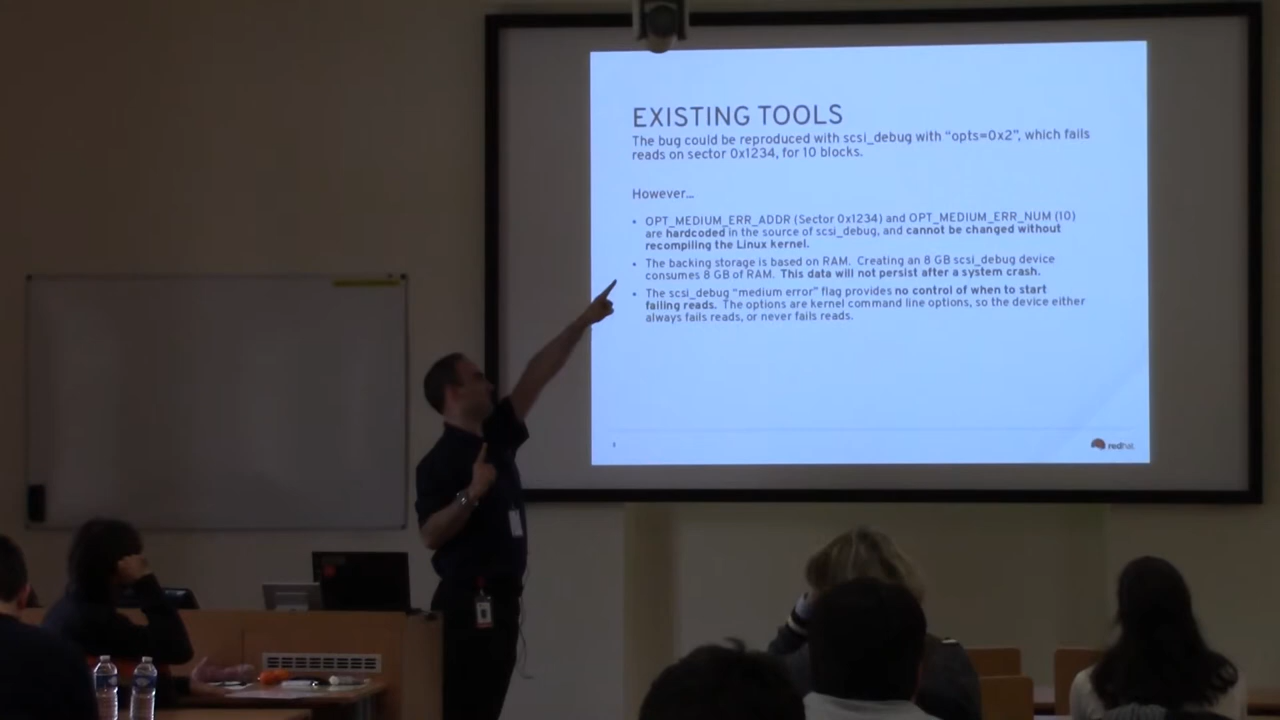 EXISTING TOOLS
The bug could be reproduced with scsi_debug with “opts=0x2”, which fails
reads on sector 0x1234, for 10 blocks.
However...
• OPT_MEDIUM_ERR_ADDR (Sector 0x1234) and OPT_MEDIUM_ERR_NUM (10)
are hardcoded in the source of scsi_debug, and cannot be changed without
recompiling the Linux kernel.
• The backing storage is based on RAM. Creating an 8 GB scsi_debug device
consumes 8 GB of RAM. This data will not persist after a system crash.
• The scsi_debug “medium error” flag provides no control of when to start
failing reads. The options are kernel command line options, so the device either
always fails reads, or never fails reads.
redhat